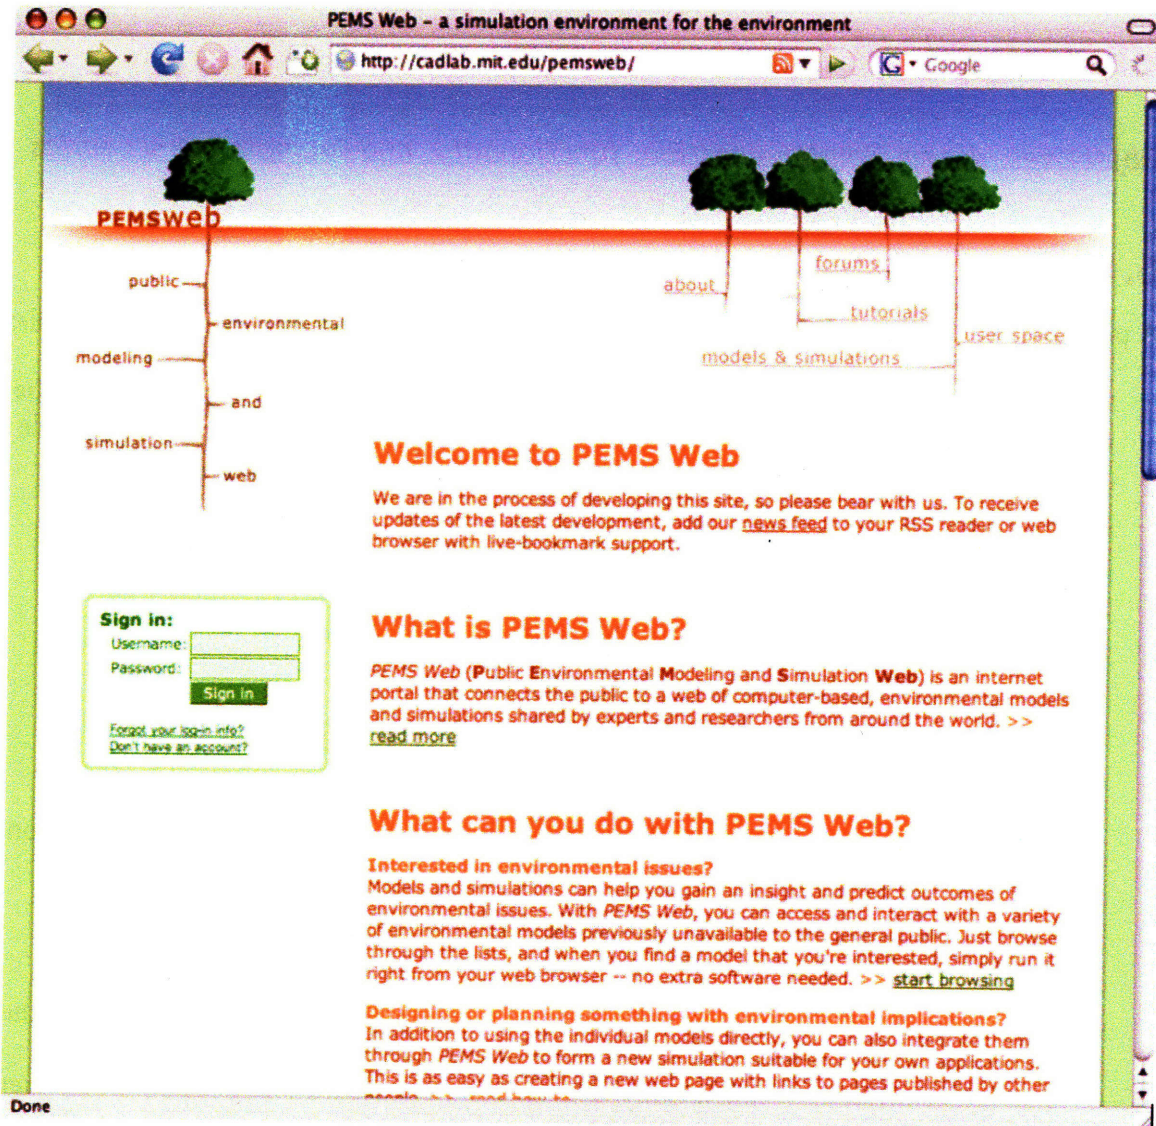 PEMS Web – a simulation environment for the environment
http://cadlab.mit.edu/pemsweb/
G
Google
PEMSweb
public
environmental
modeling
and
simulation
web
about
forums
tutorials
user space
models & simulations
Welcome to PEMS Web
We are in the process of developing this site, so please bear with us. To receive
updates of the latest development, add our news feed to your RSS reader or web
browser with live-bookmark support.
Sign in:
Username:
Password:
Sign in
Forgot your log-in info?
Don't have an account?
What is PEMS Web?
PEMS Web (Public Environmental Modeling and Simulation Web) is an internet
portal that connects the public to a web of computer-based, environmental models
and simulations shared by experts and researchers from around the world. >>
read more
What can you do with PEMS Web?
Interested in environmental issues?
Models and simulations can help you gain an insight and predict outcomes of
environmental issues. With PEMS Web, you can access and interact with a variety
of environmental models previously unavailable to the general public. Just browse
through the lists, and when you find a model that you're interested, simply run it
right from your web browser -- no extra software needed. >> start browsing
Designing or planning something with environmental implications?
In addition to using the individual models directly, you can also integrate them
through PEMS Web to form a new simulation suitable for your own applications.
This is as easy as creating a new web page with links to pages published by other
people. >> read how to
Done